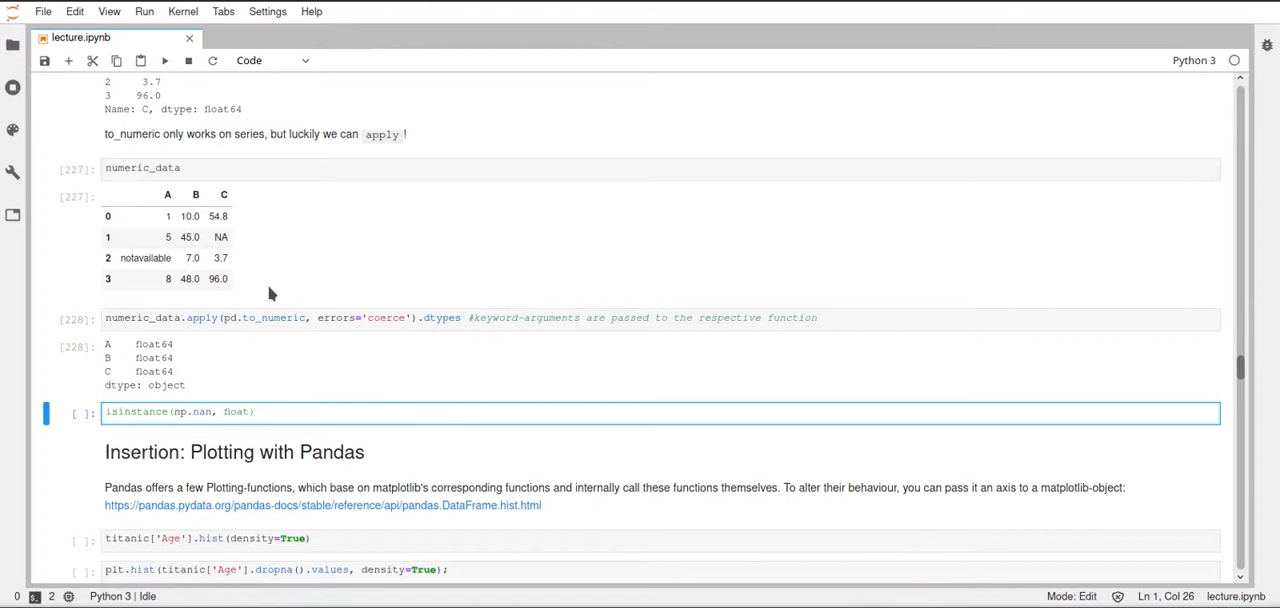 File Edit View Run Kernel Tabs Settings Help
lecture.ipynb
Code
Python 3
2 3.7
3 96.0
Name: C, dtype: float64
to_numeric only works on series, but luckily we can apply !
[227]: numeric_data
[227]:
A B C
0 1 10.0 54.8
1 5 45.0 NA
2 notavailable 7.0 3.7
3 8 48.0 96.0
[228]: numeric_data.apply(pd.to_numeric, errors='coerce').dtypes #keyword-arguments are passed to the respective function
[228]: A float64
B float64
C float64
dtype: object
[ ]: isinstance(np.nan, float)
Insertion: Plotting with Pandas
Pandas offers a few Plotting-functions, which base on matplotlib's corresponding functions and internally call these functions themselves. To alter their behaviour, you can pass it an axis to a matplotlib-object:
https://pandas.pydata.org/pandas-docs/stable/reference/api/pandas.DataFrame.hist.html
[ ]: titanic['Age'].hist(density=True)
[ ]: plt.hist(titanic['Age'].dropna().values, density=True);
0 2 Python 3 | Idle Mode: Edit Ln 1, Col 26 lecture.ipynb